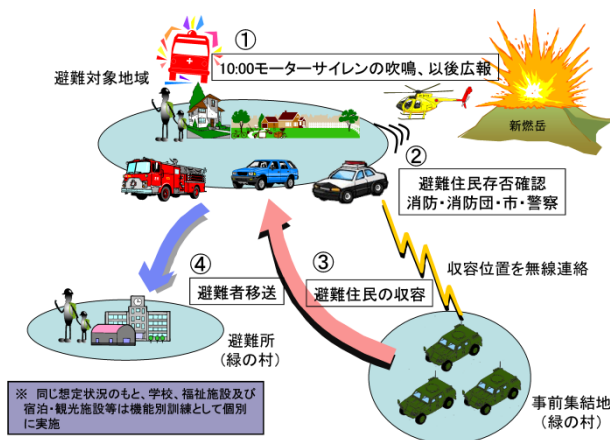 ①
10:00モーターサイレンの吹鳴、以後広報
避難対象地域
新燃岳
②
避難住民存否確認
消防・消防団・市・警察
収容位置を無線連絡
④
避難者移送
③
避難住民の収容
避難所
（緑の村）
※ 同じ想定状況のもと、学校、福祉施設及び
宿泊・観光施設等は機能別訓練として個別
に実施
事前集結地
（緑の村）